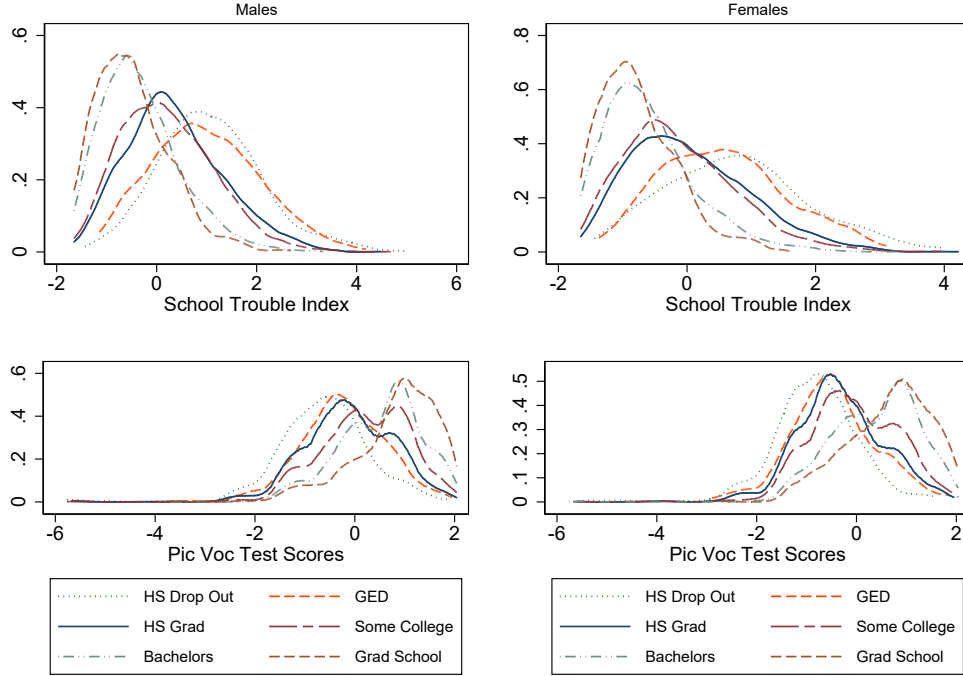 Males
.6
.4
.2
0
-2 0 2 4 6
School Trouble Index
Females
.8
.6
.4
.2
0
-2 0 2 4
School Trouble Index
.6
.4
.2
0
-6 -4 -2 0 2
Pic Voc Test Scores
.5
.4
.3
.2
.1
0
-6 -4 -2 0 2
Pic Voc Test Scores
HS Drop Out GED
HS Grad Some College
Bachelors Grad School
HS Drop Out GED
HS Grad Some College
Bachelors Grad School